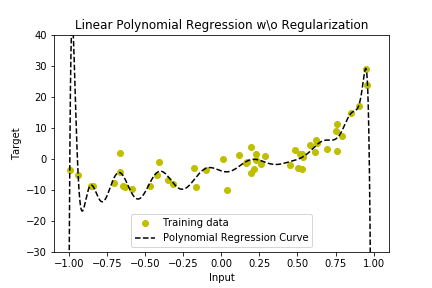 Linear Polynomial Regression w\o Regularization
Target
40
30
20
10
0
−10
−20
−30
Training data
Polynomial Regression Curve
−1.00 −0.75 −0.50 −0.25 0.00 0.25 0.50 0.75 1.00
Input